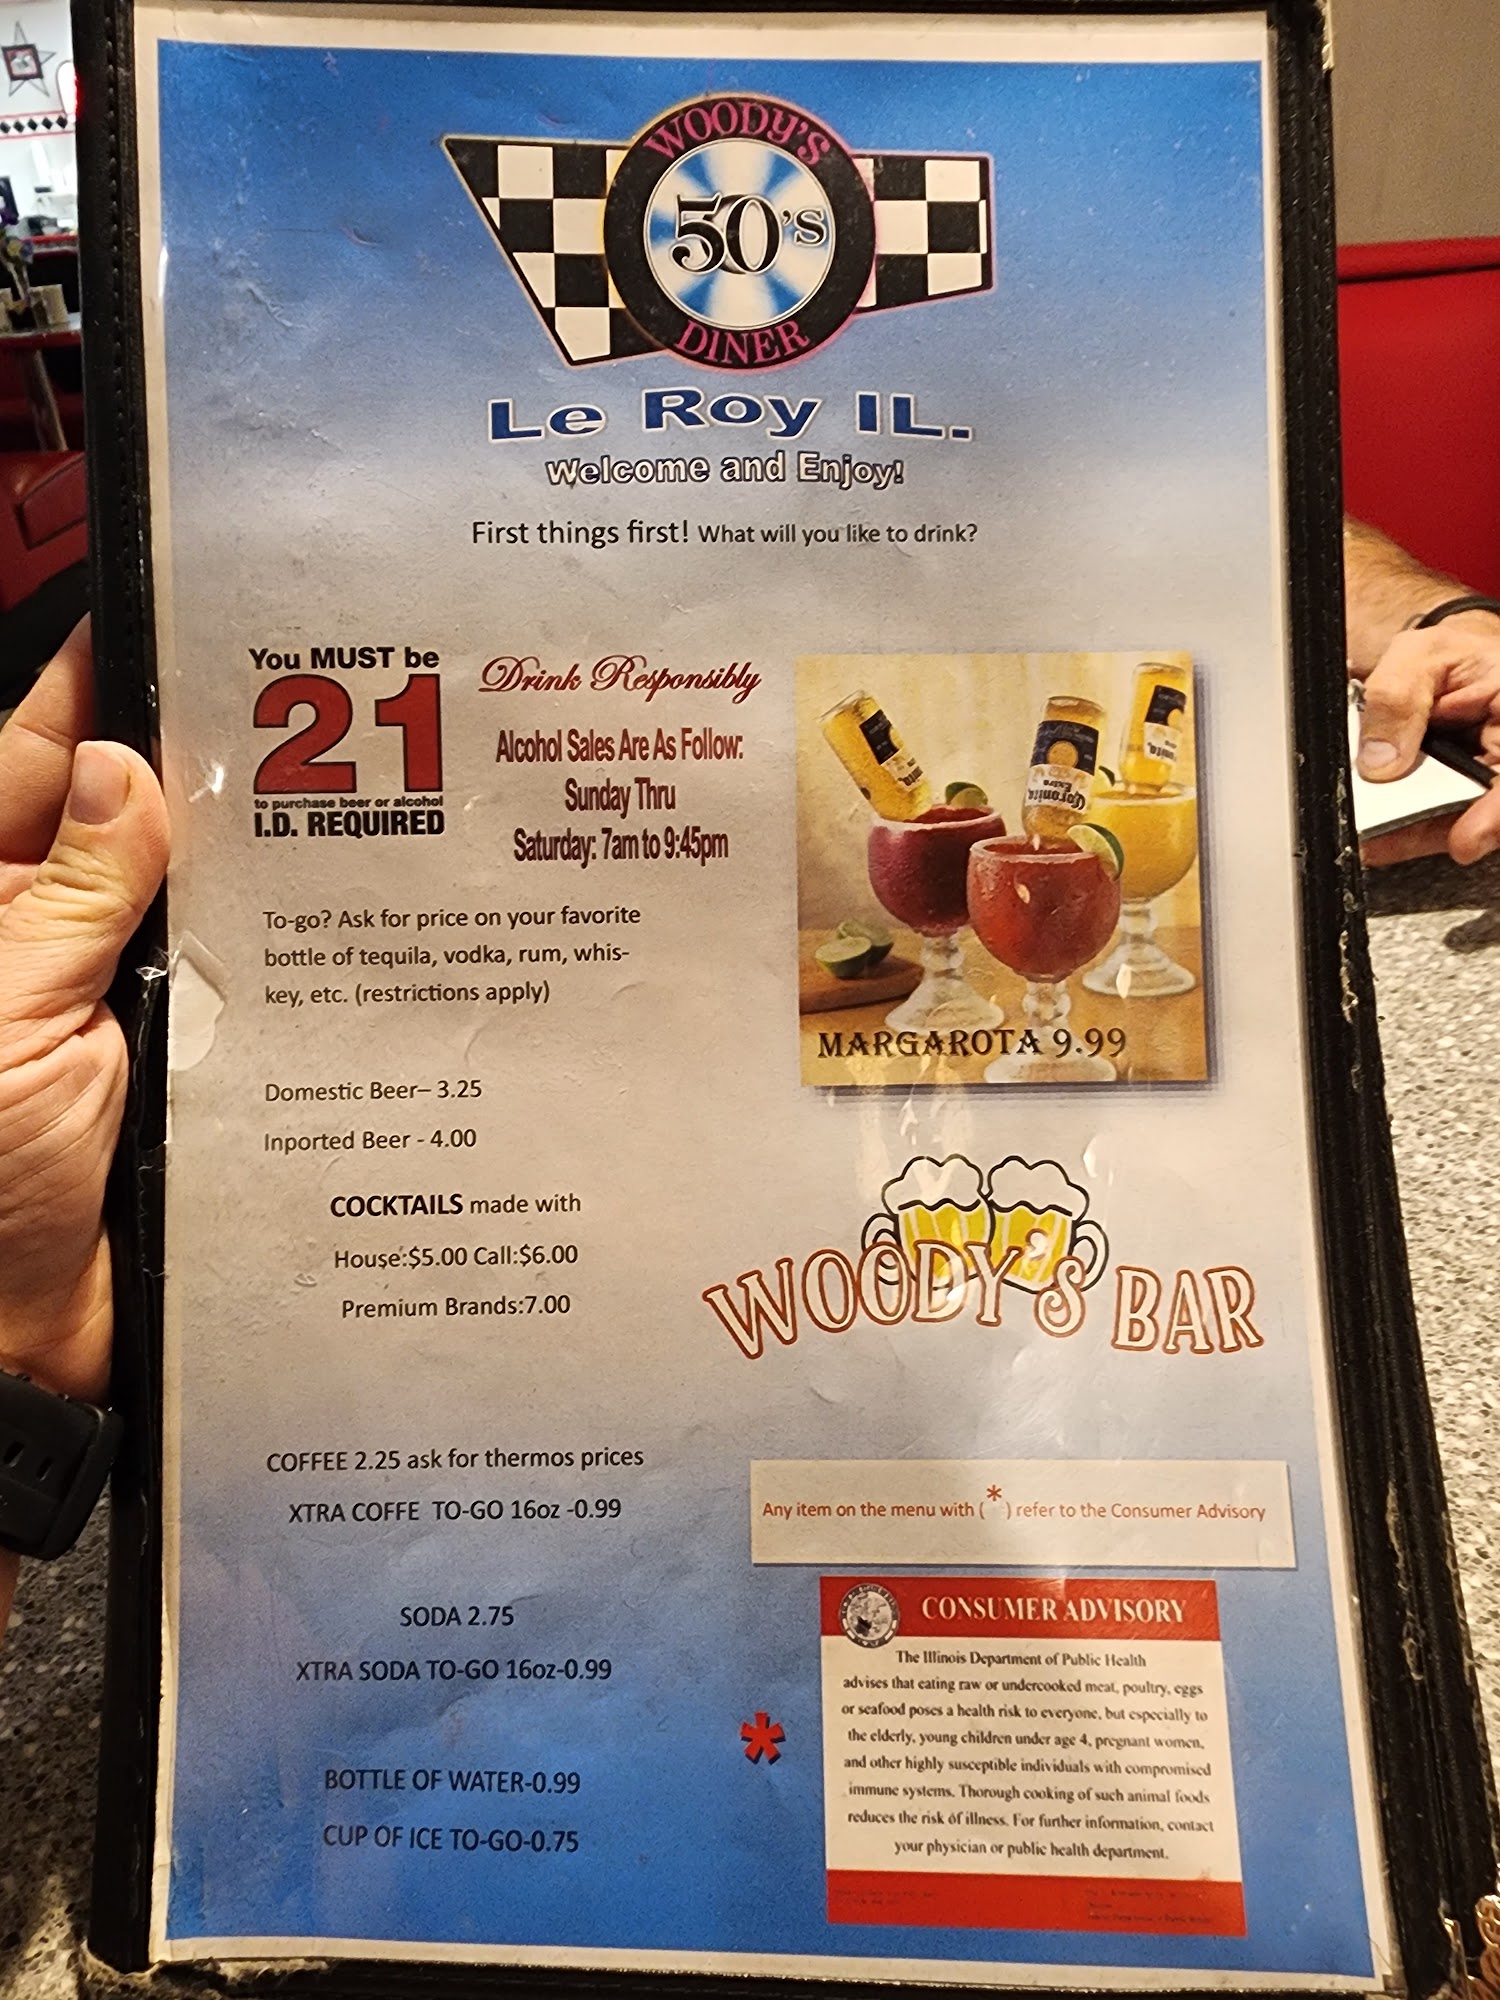 WOODY'S
50's
DINER
Le Roy IL.
Welcome and Enjoy!
First things first! What will you like to drink?
You MUST be
21
to purchase beer or alcohol
I.D. REQUIRED
Drink Responsibly
Alcohol Sales Are As Follow:
Sunday Thru
Saturday: 7am to 9:45pm
To-go? Ask for price on your favorite
bottle of tequila, vodka, rum, whis-
key, etc. (restrictions apply)
Coronita
Extra
MARGAROTA 9.99
Domestic Beer– 3.25
Inported Beer - 4.00
COCKTAILS made with
House:$5.00 Call:$6.00
Premium Brands:7.00
WOODY'S BAR
COFFEE 2.25 ask for thermos prices
XTRA COFFE TO-GO 16oz -0.99
SODA 2.75
XTRA SODA TO-GO 16oz-0.99
BOTTLE OF WATER-0.99
CUP OF ICE TO-GO-0.75
Any item on the menu with ( * ) refer to the Consumer Advisory
*
CONSUMER ADVISORY
The Illinois Department of Public Health
advises that eating raw or undercooked meat, poultry, eggs
or seafood poses a health risk to everyone, but especially to
the elderly, young children under age 4, pregnant women,
and other highly susceptible individuals with compromised
immune systems. Thorough cooking of such animal foods
reduces the risk of illness. For further information, contact
your physician or public health department.